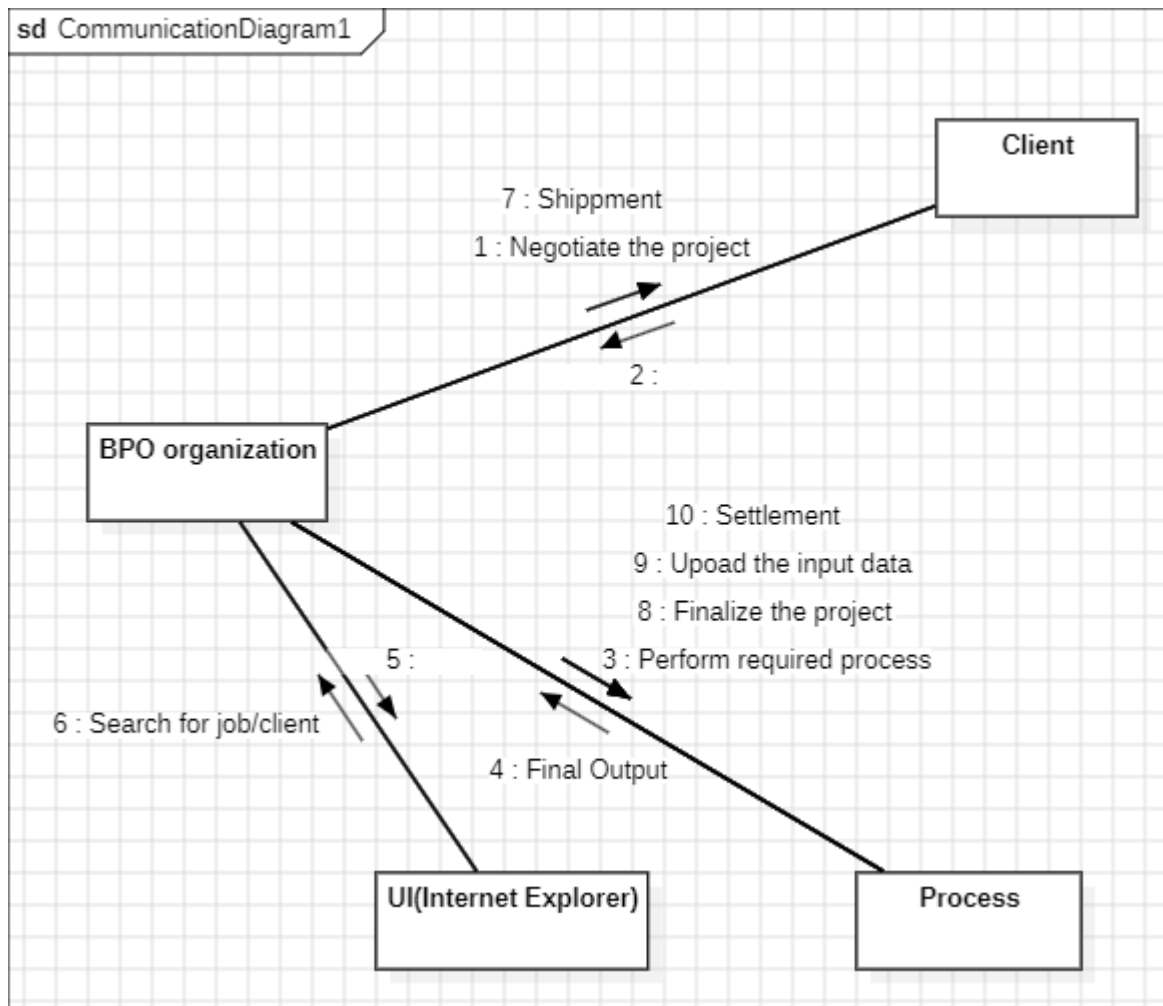 sd CommunicationDiagram1
Client
7 : Shippment
1 : Negotiate the project
2 :
BPO organization
10 : Settlement
9 : Upoad the input data
8 : Finalize the project
3 : Perform required process
5 :
6 : Search for job/client
4 : Final Output
UI(Internet Explorer)
Process